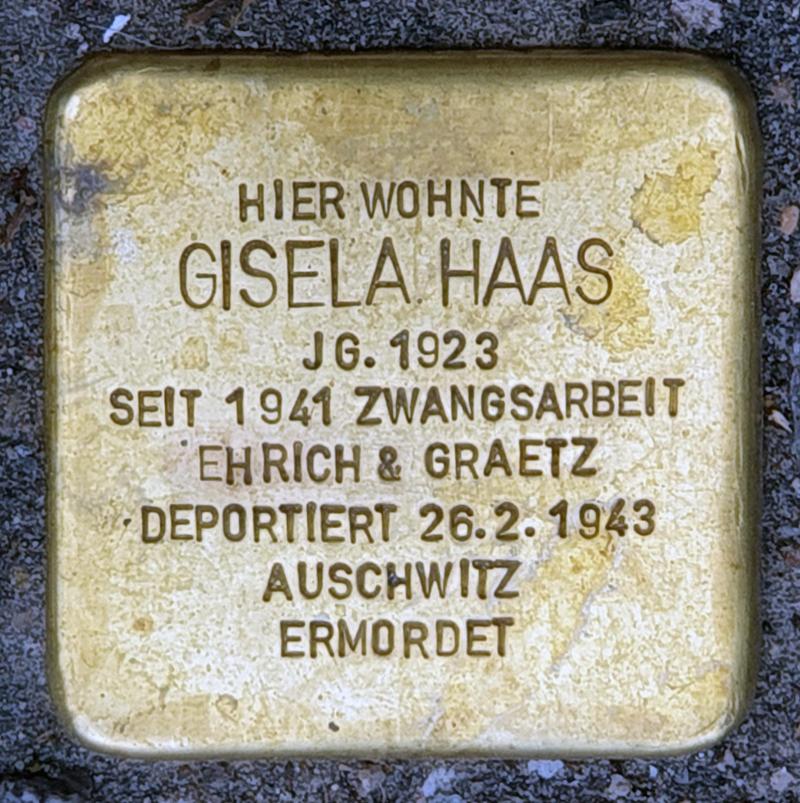 HIER WOHNTE
GISELA HAAS
JG. 1923
SEIT 1941 ZWANGSARBEIT
EHRICH & GRAETZ
DEPORTIERT 26.2.1943
AUSCHWITZ
ERMORDET